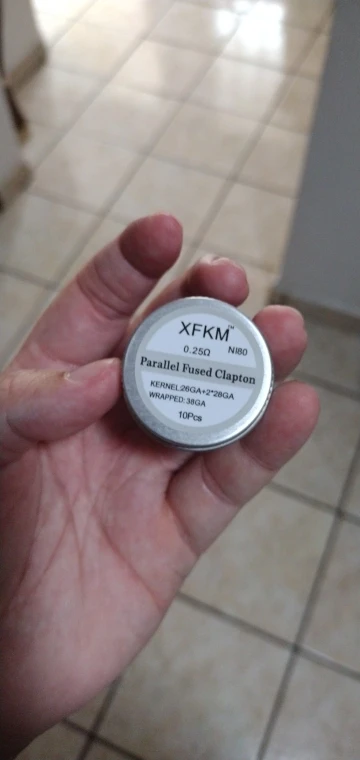 XFKM™
0.25Ω NI80
Parallel Fused Clapton
KERNEL:26GA+2*28GA
WRAPPED:38GA
10Pcs